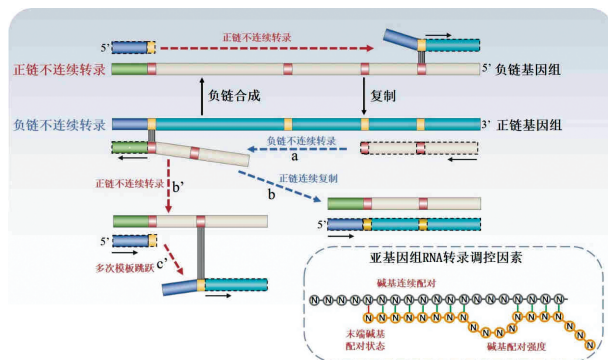 5’
正链不连续转录
正链不连续转录
5’ 负链基因组
负链合成
复制
负链不连续转录
3’ 正链基因组
负链不连续转录
a
正链不连续转录
b’
b
正链连续复制
5’
多次模板跳跃
c’
5’
亚基因组RNA转录调控因素
碱基连续配对
N N N N N N N N N N N N N N N N N N
N N N N N N N N N N N N N N N N N N
末端碱基
配对状态
碱基配对强度